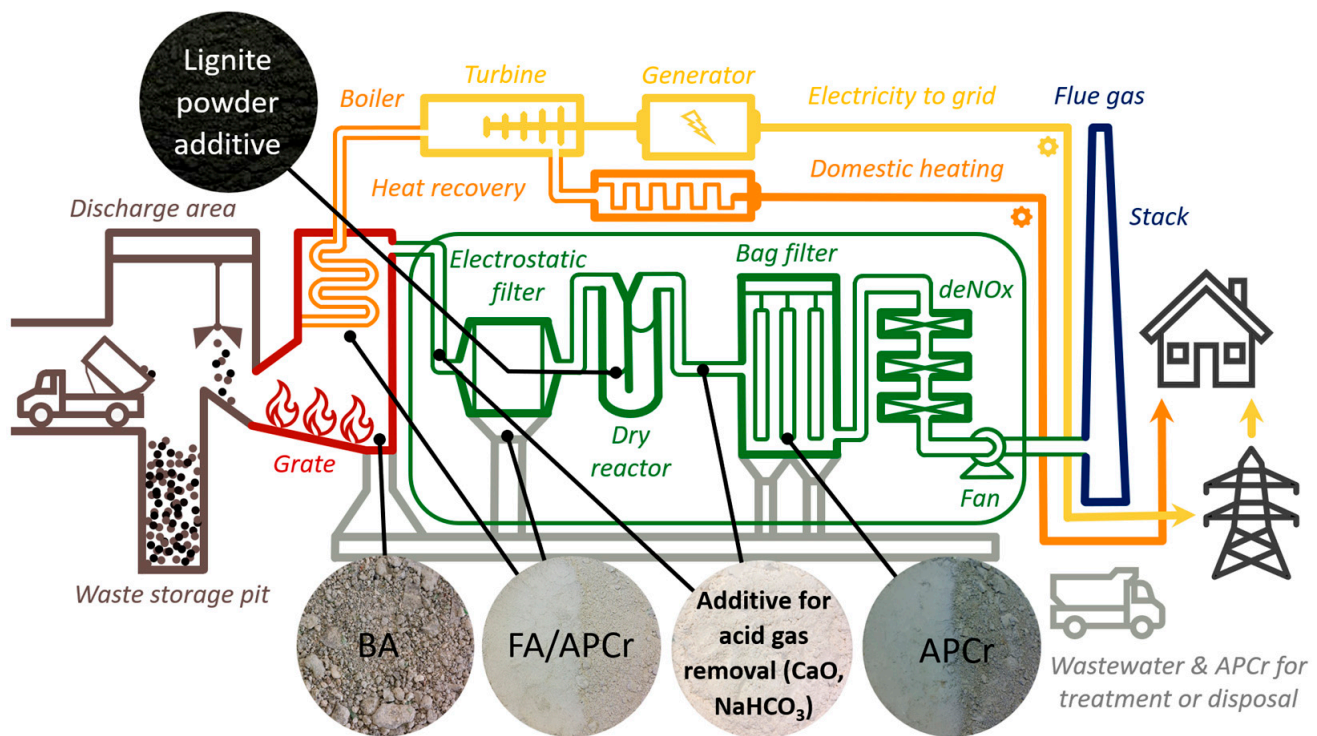 Lignite
powder
additive
Boiler
Turbine
Generator
Electricity to grid
Flue gas
Heat recovery
Domestic heating
Discharge area
Stack
Electrostatic
filter
Bag filter
deNOx
Dry
reactor
Grate
Fan
Waste storage pit
BA
FA/APCr
Additive for
acid gas
removal (CaO,
NaHCO₃)
APCr
Wastewater & APCr for
treatment or disposal